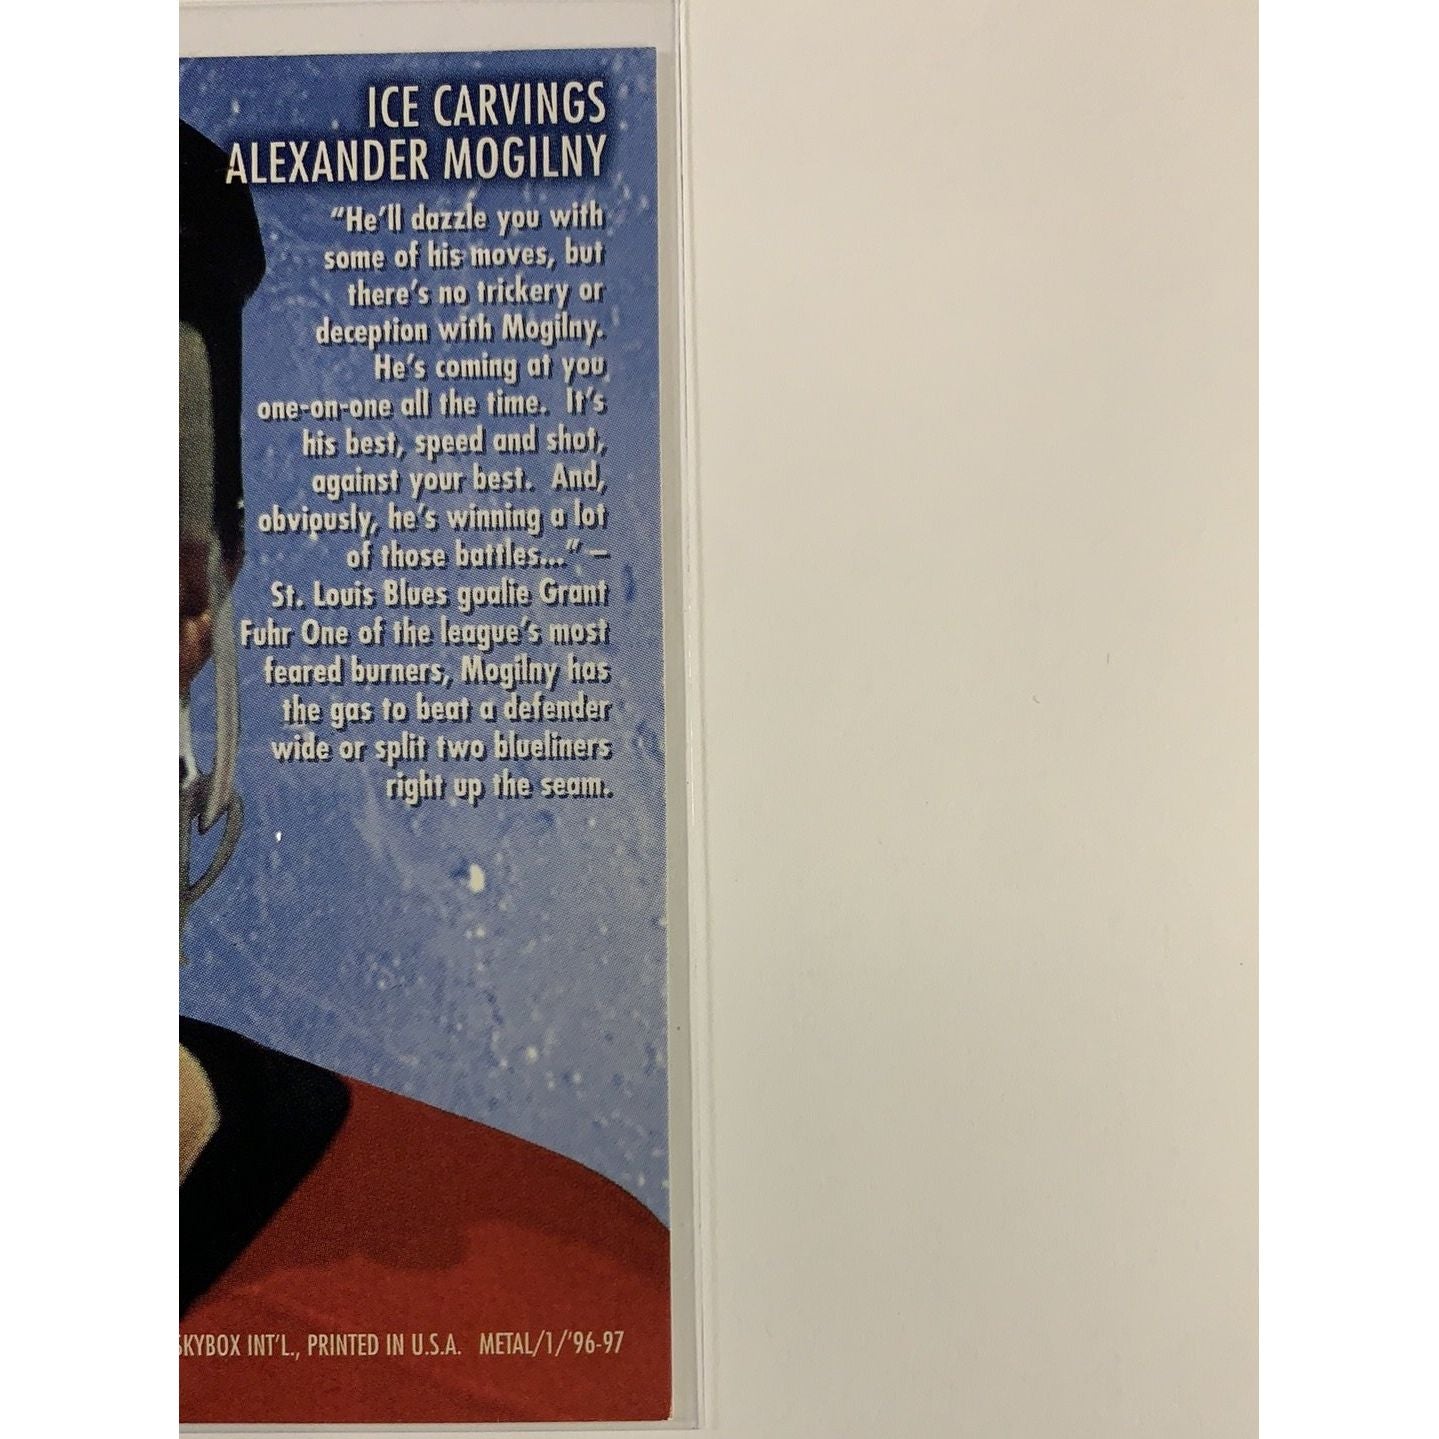 ICE CARVINGS
ALEXANDER MOGILNY
“He’ll dazzle you with
some of his moves, but
there’s no trickery or
deception with Mogilny.
He’s coming at you
one-on-one all the time. It’s
his best, speed and shot,
against your best. And,
obviously, he’s winning a lot
of those battles...” –
St. Louis Blues goalie Grant
Fuhr One of the league’s most
feared burners, Mogilny has
the gas to beat a defender
wide or split two blueliners
right up the seam.
SKYBOX INT’L., PRINTED IN U.S.A. METAL/1/’96-97